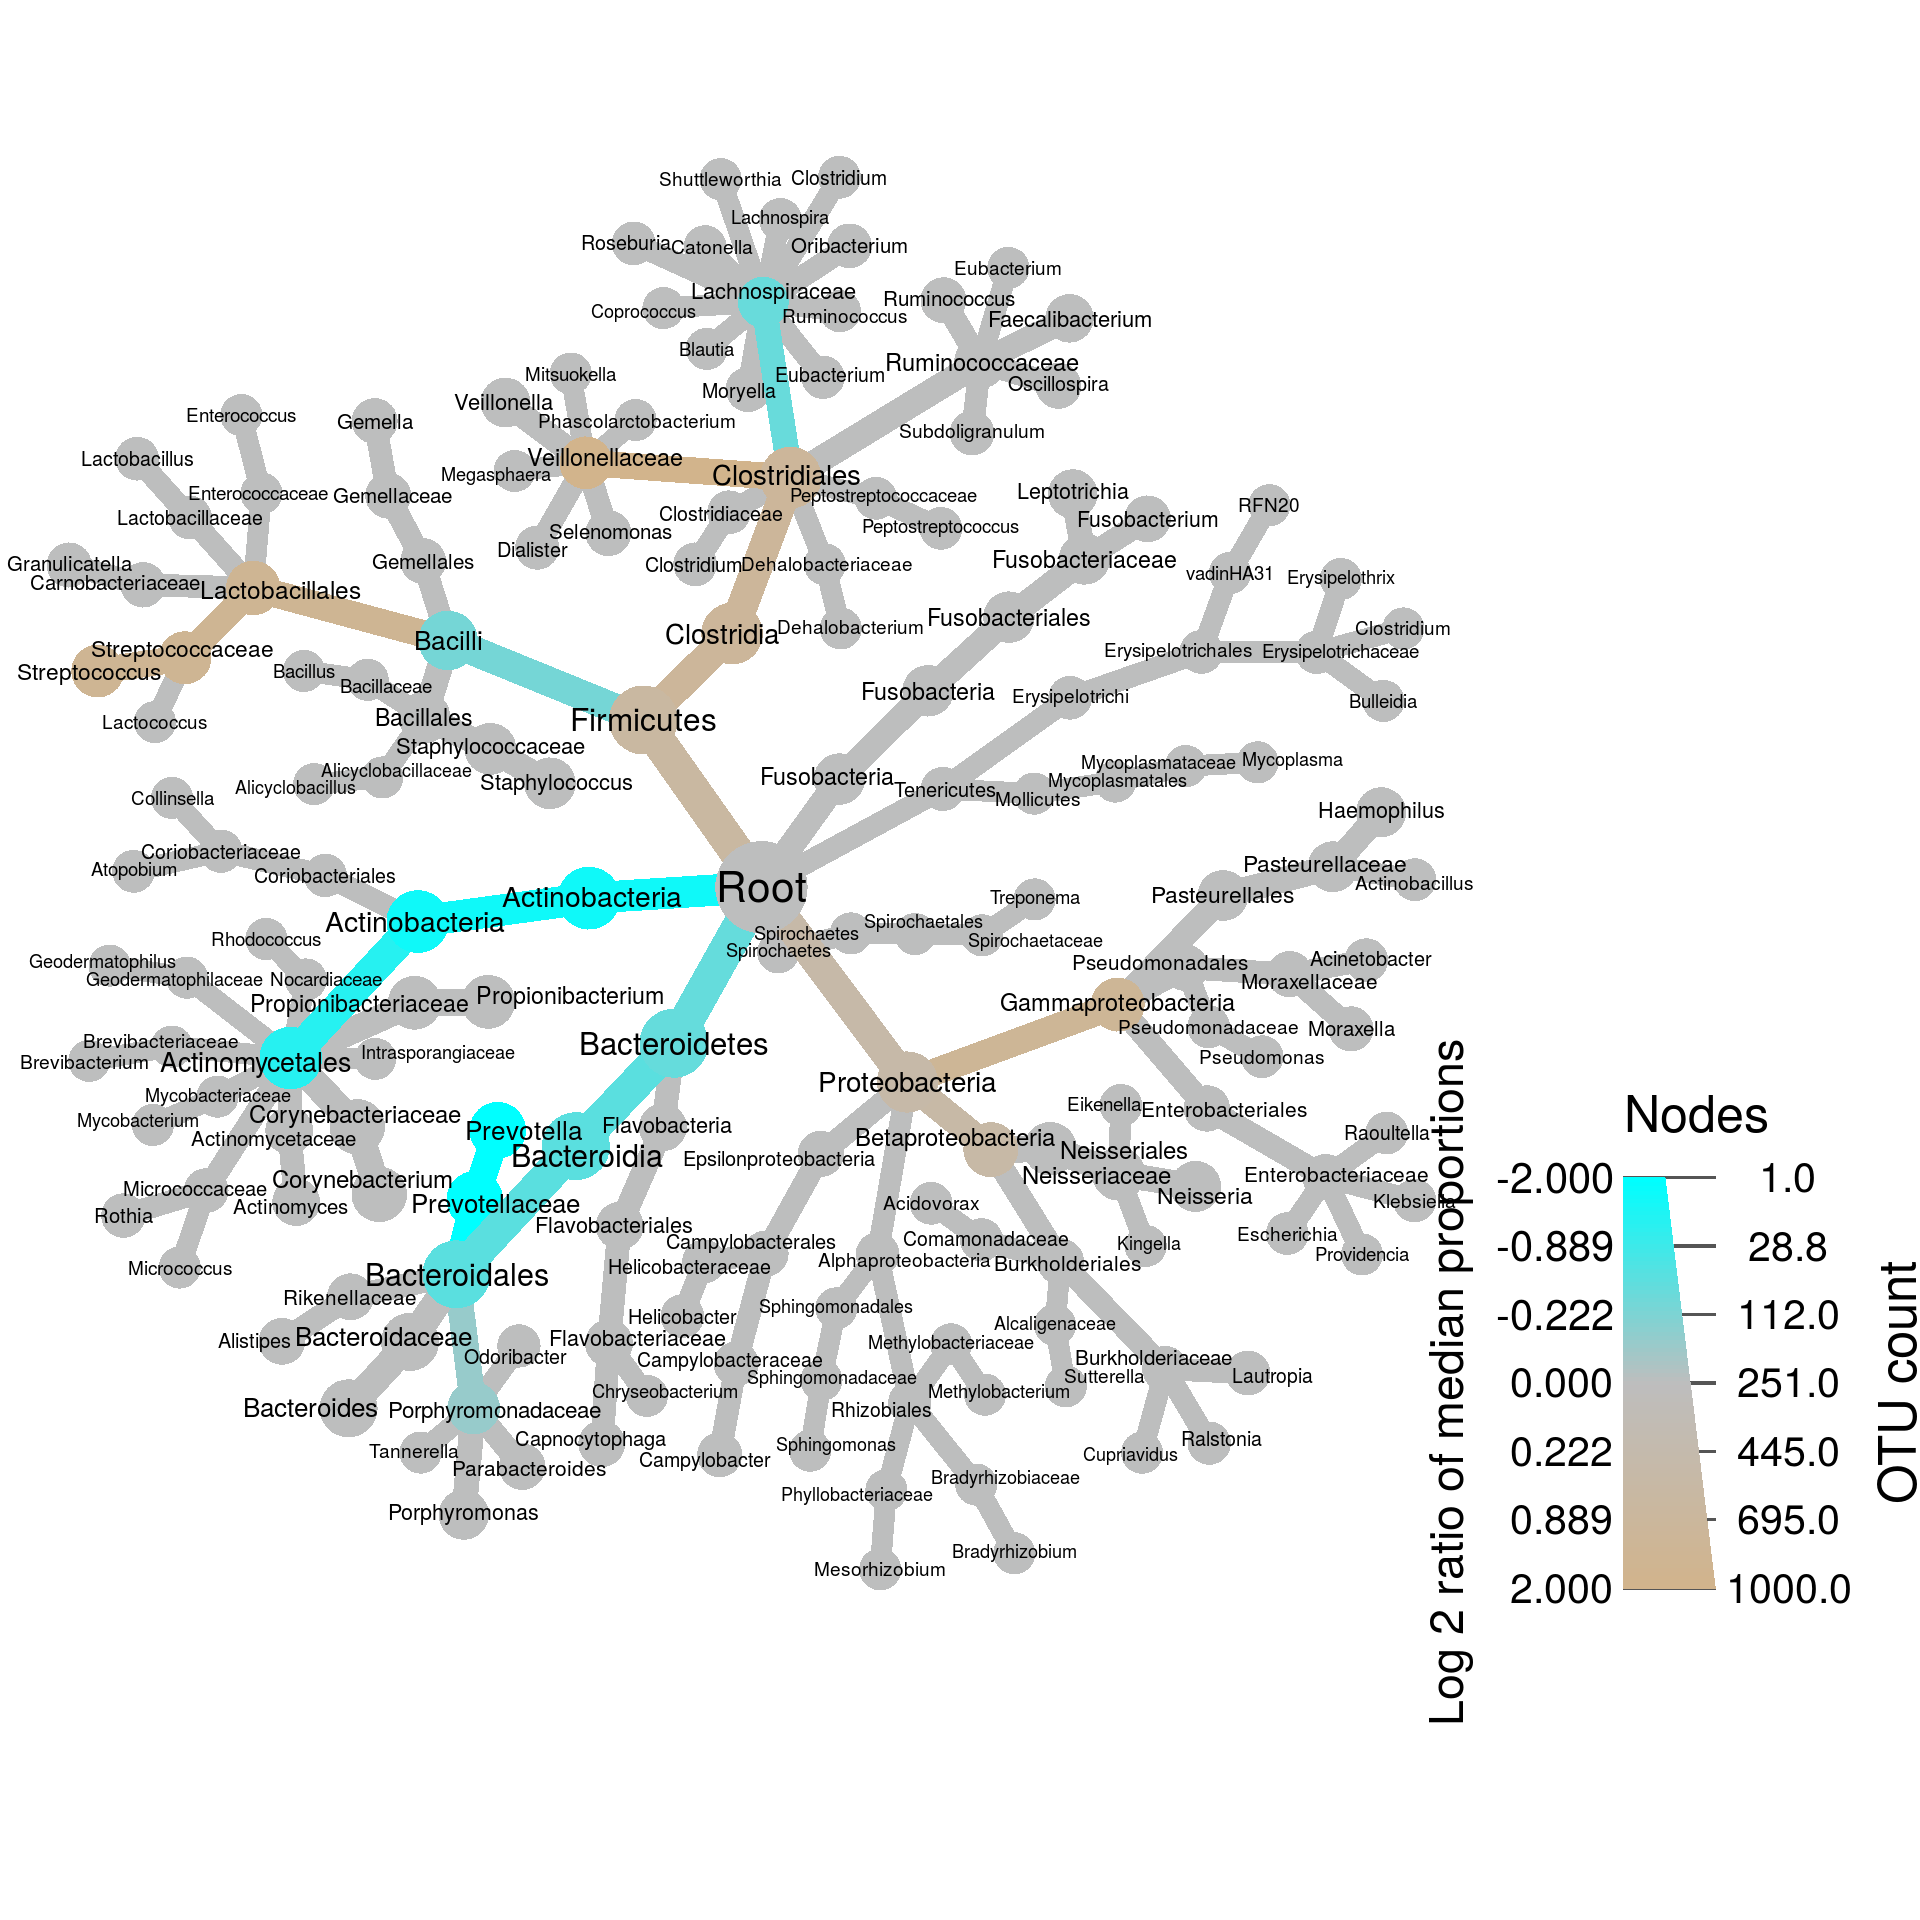 Shuttleworthia
Clostridium
Lachnospira
Roseburia
Catonella
Oribacterium
Eubacterium
Lachnospiraceae
Ruminococcus
Coprococcus
Ruminococcus
Faecalibacterium
Blautia
Ruminococcaceae
Mitsuokella
Eubacterium
Oscillospira
Moryella
Veillonella
Enterococcus
Gemella
Phascolarctobacterium
Subdoligranulum
Lactobacillus
Veillonellaceae
Megasphaera
Clostridiales
Enterococcaceae
Gemellaceae
Peptostreptococcaceae
Leptotrichia
RFN20
Lactobacillaceae
Clostridiaceae
Peptostreptococcus
Fusobacterium
Selenomonas
Dialister
Granulicatella
Gemellales
Clostridium
Dehalobacteriaceae
Fusobacteriaceae
vadinHA31
Erysipelothrix
Carnobacteriaceae
Lactobacillales
Fusobacteriales
Clostridium
Dehalobacterium
Clostridia
Bacilli
Streptococcaceae
Erysipelotrichales
Erysipelotrichaceae
Streptococcus
Bacillus
Bacillaceae
Fusobacteria
Erysipelotrichi
Bulleidia
Lactococcus
Bacillales
Firmicutes
Staphylococcaceae
Alicyclobacillaceae
Alicyclobacillus
Staphylococcus
Fusobacteria
Tenericutes
Mycoplasmataceae
Mycoplasma
Mycoplasmatales
Mollicutes
Collinsella
Haemophilus
Coriobacteriaceae
Atopobium
Coriobacteriales
Pasteurellaceae
Actinobacillus
Actinobacteria
Root
Treponema
Pasteurellales
Actinobacteria
Spirochaetales
Spirochaetes
Spirochaetaceae
Spirochaetes
Rhodococcus
Geodermatophilus
Geodermatophilaceae
Nocardiaceae
Pseudomonadales
Acinetobacter
Moraxellaceae
Propionibacteriaceae
Propionibacterium
Gammaproteobacteria
Pseudomonadaceae
Moraxella
Brevibacteriaceae
Brevibacterium
Actinomycetales
Intrasporangiaceae
Bacteroidetes
Pseudomonas
Proteobacteria
Mycobacteriaceae
Mycobacterium
Corynebacteriaceae
Actinomycetaceae
Prevotella
Flavobacteria
Eikenella
Enterobacteriales
Raoultella
Bacteroidia
Epsilonproteobacteria
Betaproteobacteria
Neisseriales
Neisseriaceae
Enterobacteriaceae
Micrococcaceae
Corynebacterium
Actinomyces
Rothia
Prevotellaceae
Flavobacteriales
Acidovorax
Neisseria
Klebsiella
Campylobacterales
Comamonadaceae
Kingella
Escherichia
Providencia
Micrococcus
Bacteroidales
Helicobacteraceae
Alphaproteobacteria
Burkholderiales
Rikenellaceae
Helicobacter
Sphingomonadales
Alcaligenaceae
Alistipes
Bacteroidaceae
Flavobacteriaceae
Methylobacteriaceae
Odoribacter
Campylobacteraceae
Burkholderiaceae
Sphingomonadaceae
Sutterella
Lautropia
Chryseobacterium
Methylobacterium
Bacteroides
Porphyromonadaceae
Rhizobiales
Tannerella
Capnocytophaga
Sphingomonas
Cupriavidus
Ralstonia
Parabacteroides
Campylobacter
Bradyrhizobiaceae
Phyllobacteriaceae
Porphyromonas
Bradyrhizobium
Mesorhizobium
Nodes
-2.000 1.0
-0.889 28.8
-0.222 112.0
0.000 251.0
0.222 445.0
0.889 695.0
2.000 1000.0
Log 2 ratio of median proportions
OTU count